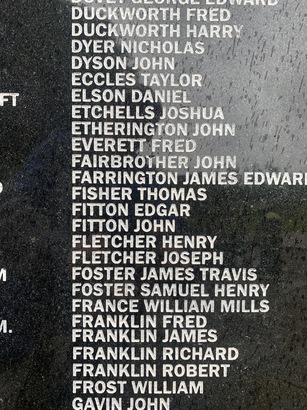 DUCKWORTH FRED
DUCKWORTH HARRY
DYER NICHOLAS
DYSON JOHN
ECCLES TAYLOR
FT
ELSON DANIEL
ETCHELLS JOSHUA
ETHERINGTON JOHN
EVERETT FRED
FAIRBROTHER JOHN
FARRINGTON JAMES EDWARD
FISHER THOMAS
FITTON EDGAR
FITTON JOHN
FLETCHER HENRY
FLETCHER JOSEPH
FOSTER JAMES TRAVIS
FOSTER SAMUEL HENRY
FRANCE WILLIAM MILLS
M.
FRANKLIN FRED
FRANKLIN JAMES
FRANKLIN RICHARD
FRANKLIN ROBERT
FROST WILLIAM
GAVIN JOHN